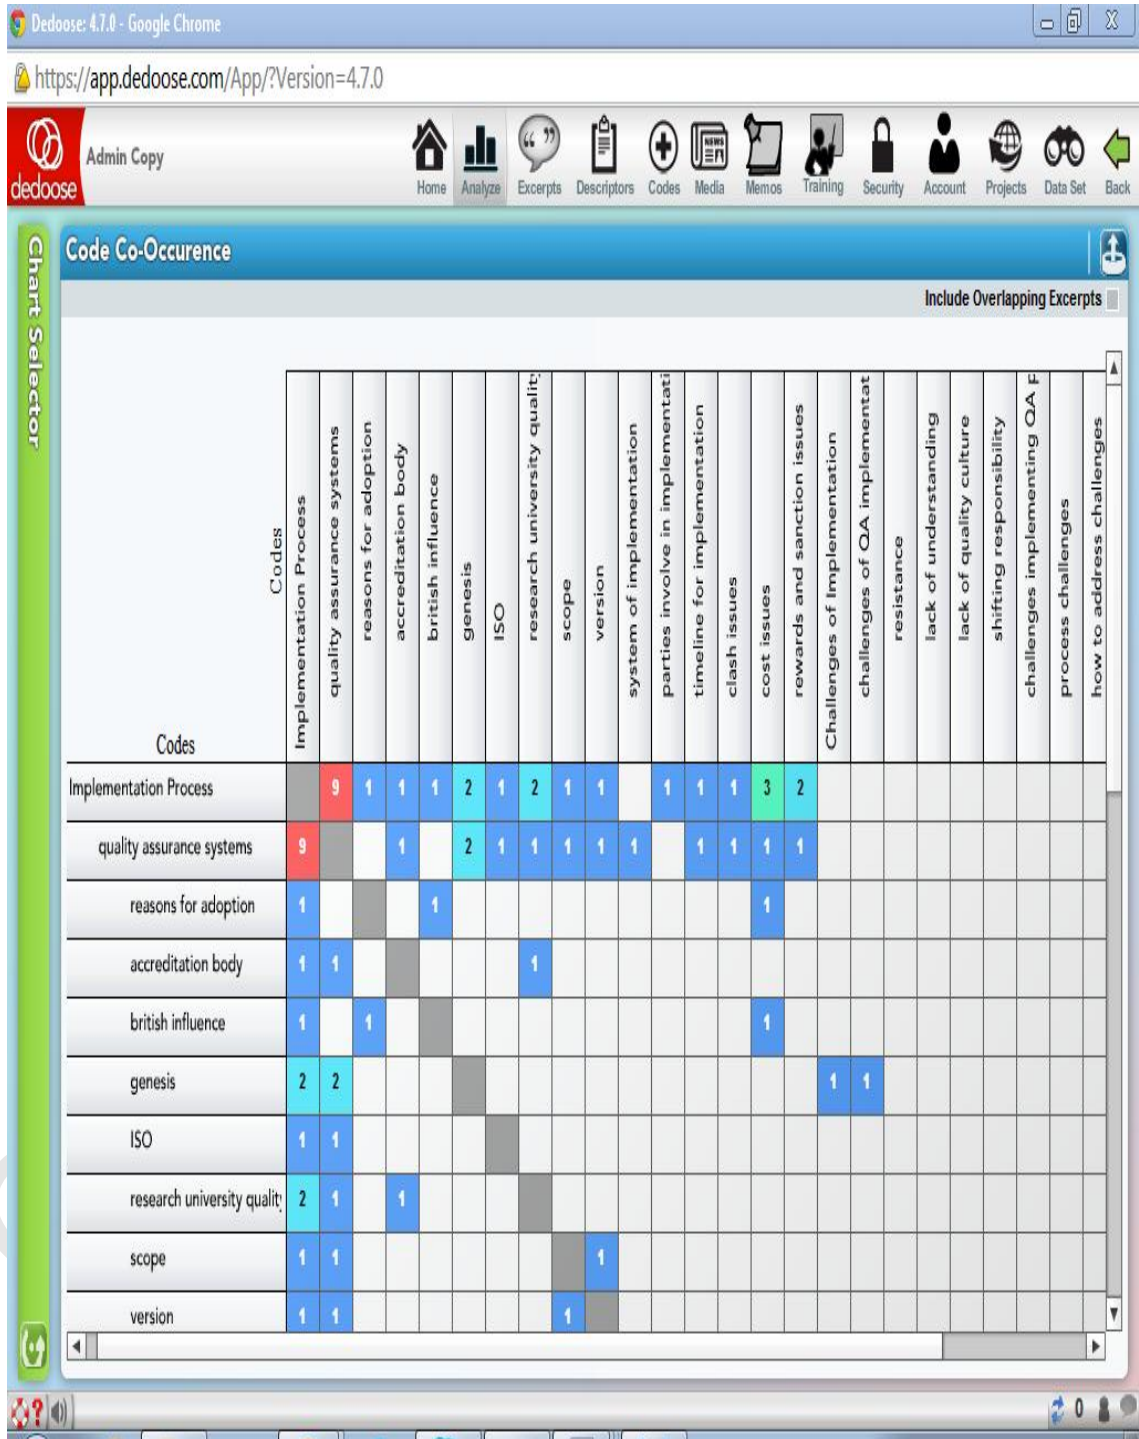 Dedoose: 4.7.0 - Google Chrome
https://app.dedoose.com/App/?Version=4.7.0
dedoose
Admin Copy
Home Analyze Excerpts Descriptors Codes Media Memos Training Security Account Projects Data Set Back
NEWS
Chart Selector
Code Co-Occurence
Include Overlapping Excerpts
Codes
Implementation Process
quality assurance systems
reasons for adoption
accreditation body
british influence
genesis
ISO
research university quality
scope
version
system of implementation
parties involve in implementati
timeline for implementation
clash issues
cost issues
rewards and sanction issues
Challenges of Implementation
challenges of QA implementat
resistance
lack of understanding
lack of quality culture
shifting responsibility
challenges implementing QA p
process challenges
how to address challenges
Codes
Implementation Process 9 1 1 1 2 1 2 1 1 1 1 1 3 2
quality assurance systems 9 1 2 1 1 1 1 1 1 1 1 1
reasons for adoption 1 1 1
accreditation body 1 1 1
british influence 1 1 1
genesis 2 2 1 1
ISO 1 1
research university quality 2 1 1
scope 1 1 1
version 1 1 1
? 0